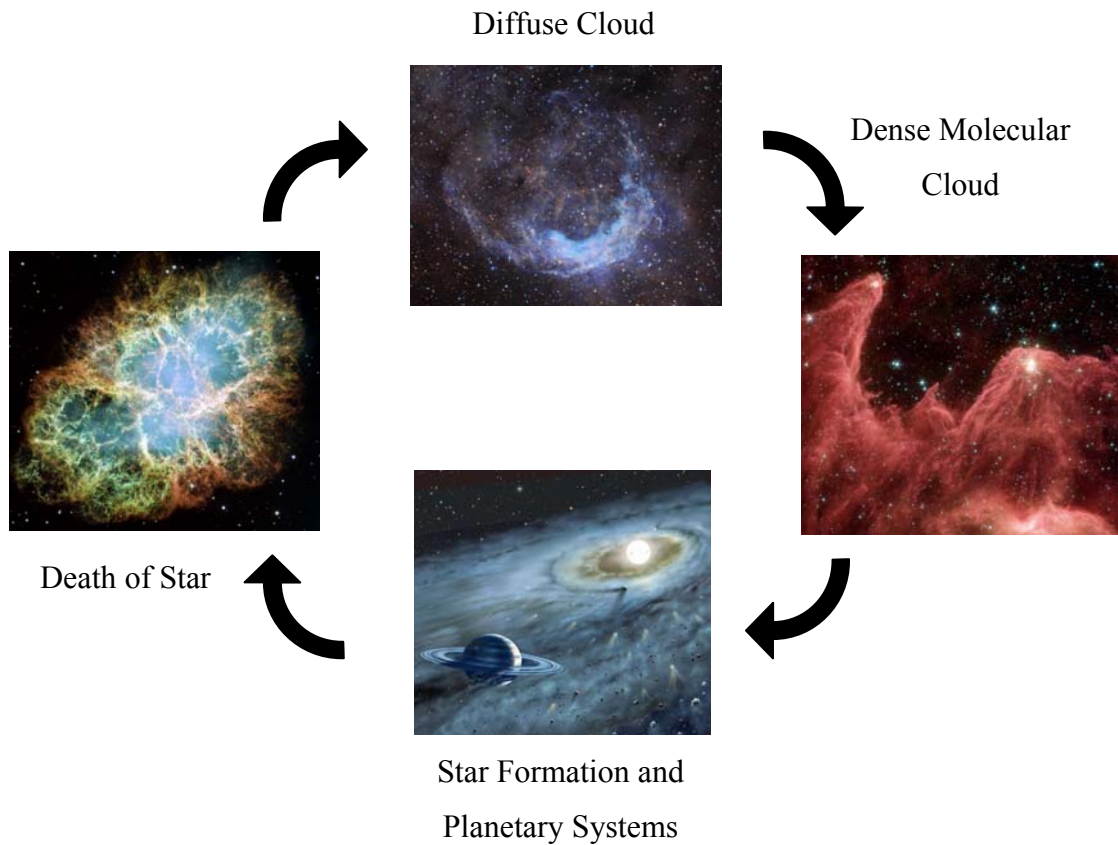 Diffuse Cloud
Dense Molecular
Cloud
Death of Star
Star Formation and
Planetary Systems